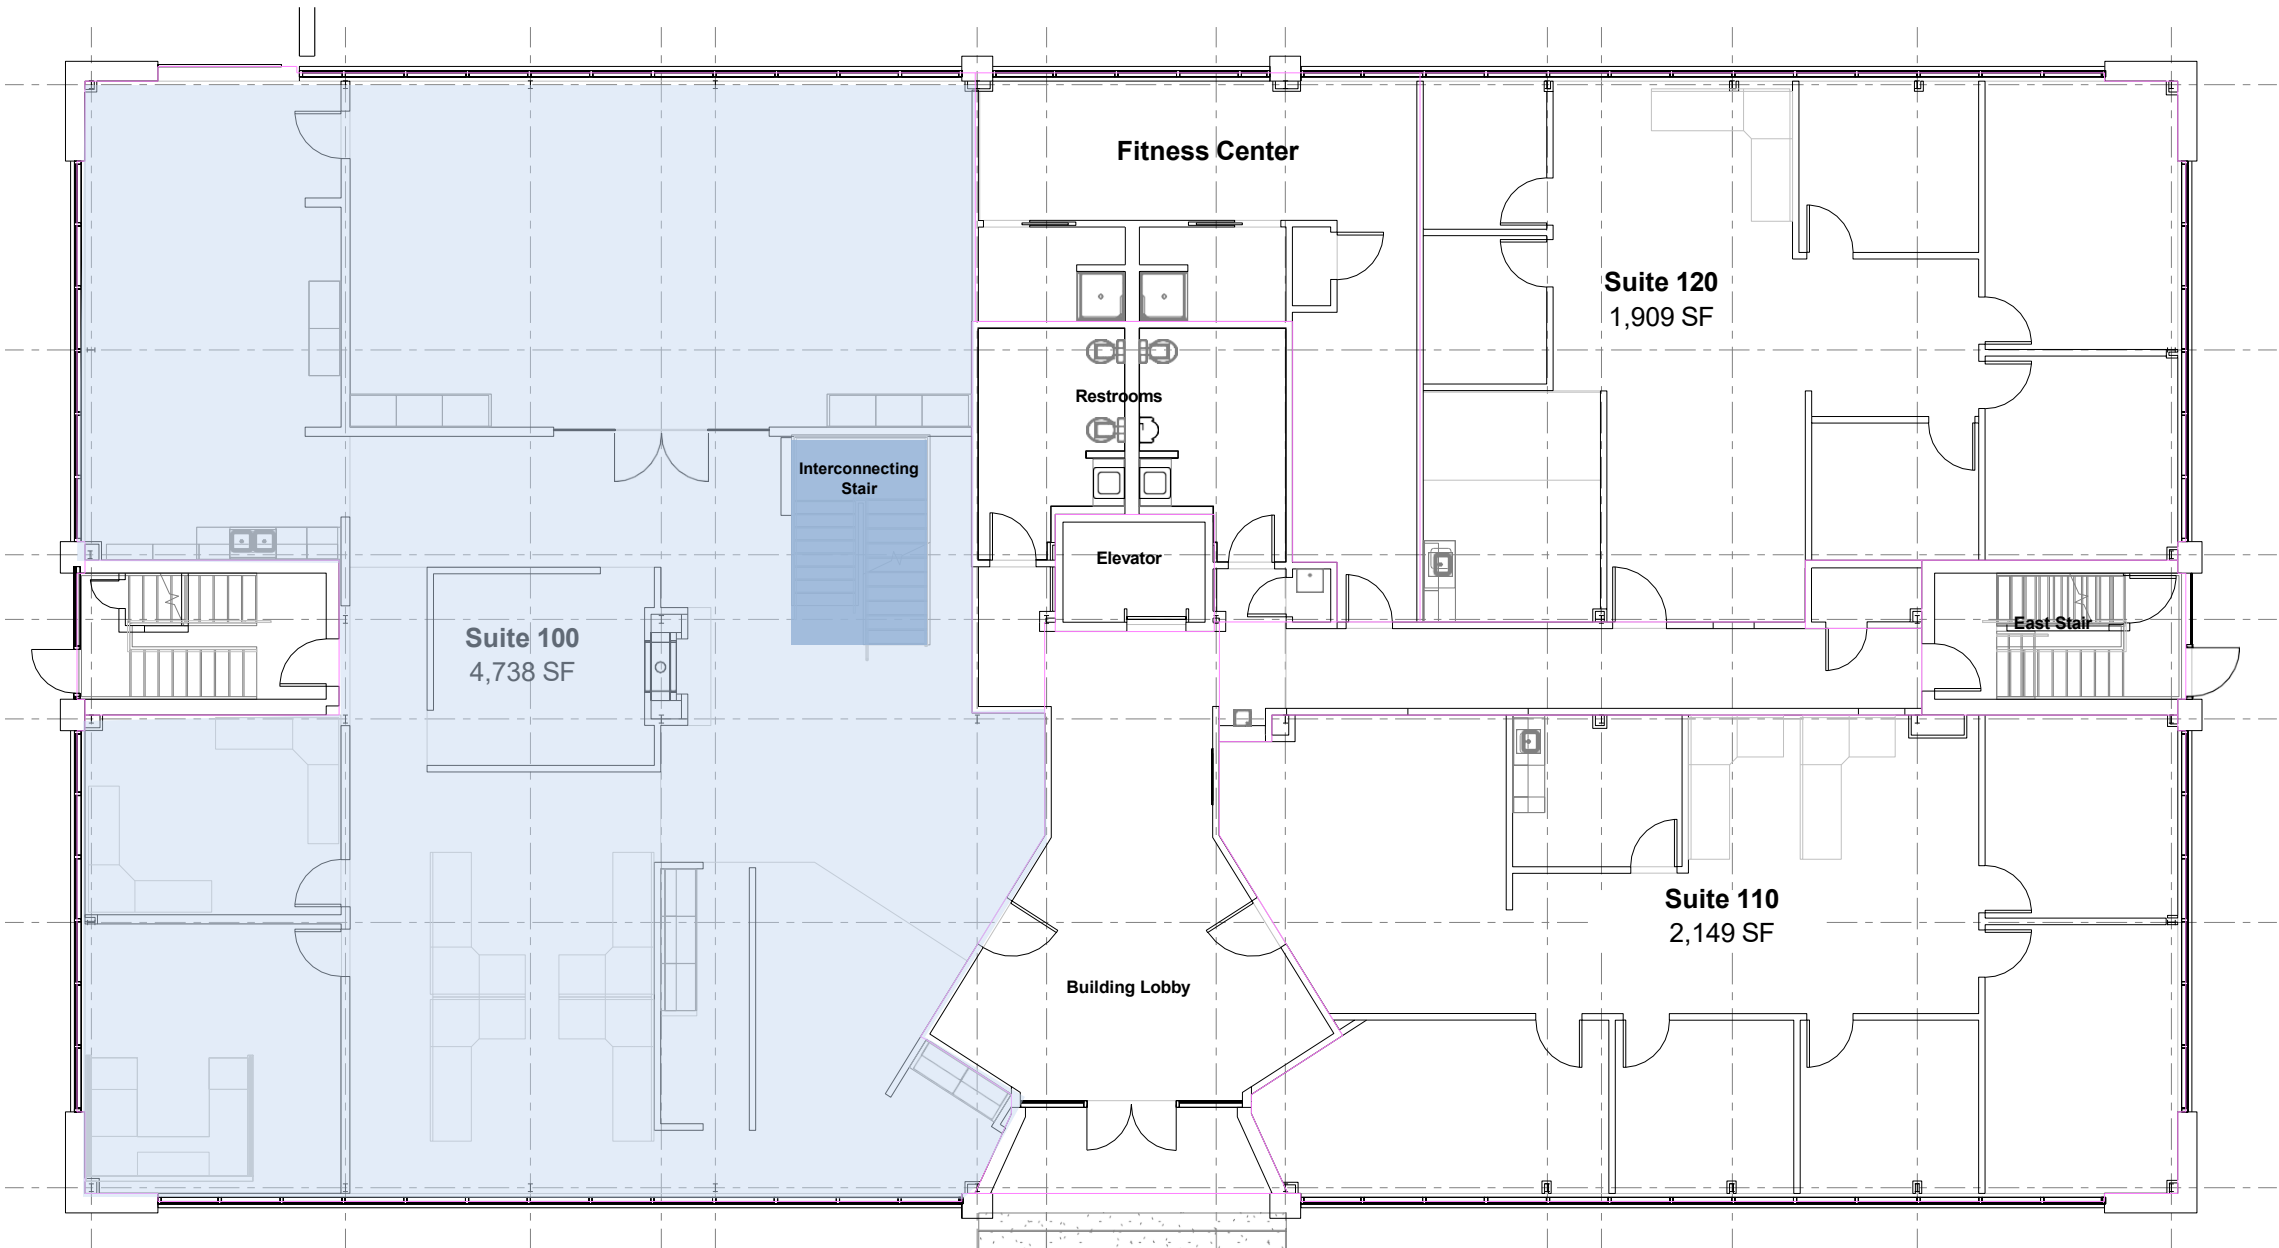 Fitness Center
Suite 120
1,909 SF
Restrooms
Interconnecting
Stair
Elevator
Suite 100
4,738 SF
East Stair
Suite 110
2,149 SF
Building Lobby